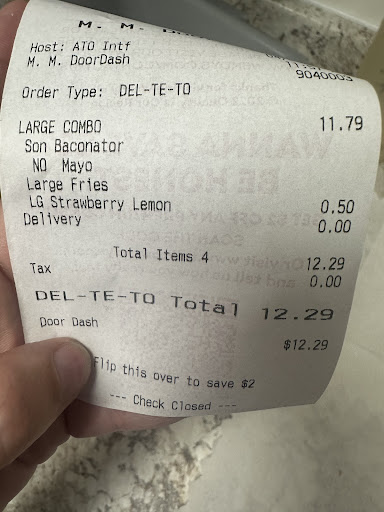 M. M.
Host: ATO Intf
M. M. DoorDash
9040003
Order Type: DEL-TE-TO
LARGE COMBO 11.79
Son Baconator
NO Mayo
Large Fries
LG Strawberry Lemon 0.50
Delivery 0.00
Total Items 4 12.29
Tax 0.00
DEL-TE-TO Total 12.29
Door Dash $12.29
Flip this over to save $2
--- Check Closed ---